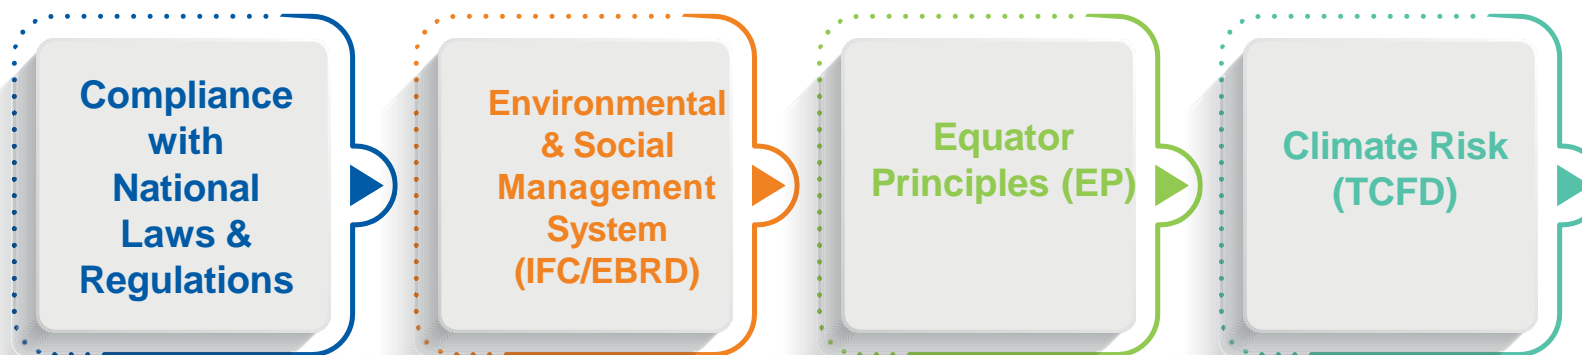 Compliance
with
National
Laws &
Regulations
Environmental
& Social
Management
System
(IFC/EBRD)
Equator
Principles (EP)
Climate Risk
(TCFD)